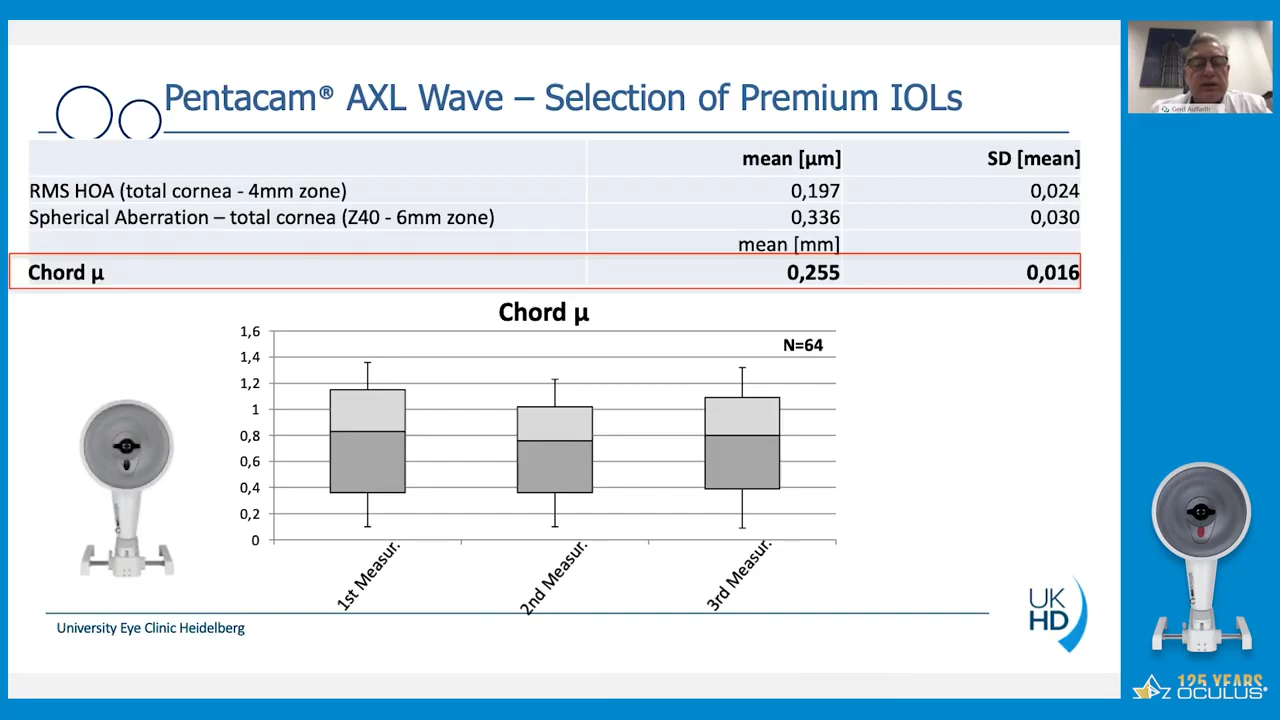 Pentacam® AXL Wave – Selection of Premium IOLs
mean [µm] SD [mean]
RMS HOA (total cornea - 4mm zone) 0,197 0,024
Spherical Aberration – total cornea (Z40 - 6mm zone) 0,336 0,030
mean [mm]
Chord µ 0,255 0,016
Chord µ
N=64
1,6
1,4
1,2
1
0,8
0,6
0,4
0,2
0
1st Measur.
2nd Measur.
3rd Measur.
University Eye Clinic Heidelberg
UK
HD
Gerd Auffarth
125 YEARS
OCULUS®